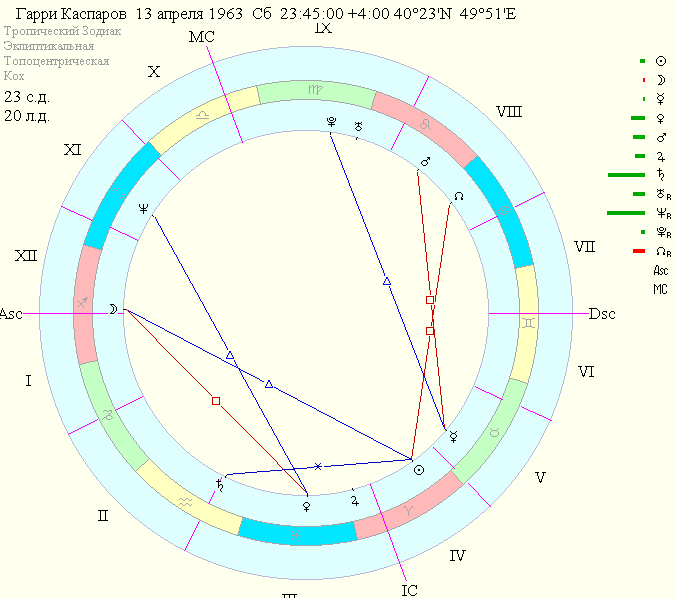 Гарри Каспаров 13 апреля 1963 Сб 23:45:00 +4:00 40°23'N 49°51'E
Тропический Зодиак
Эклиптикальная
Топоцентрическая
Кох
23 с.д.
20 л.д.
MC
IX
X
VIII
XI
XII
VII
Asc
Dsc
I
VI
II
V
III
IV
IC
☉
☽
☿
♀
♂
♃
♄
♅R
♆R
♇R
☊R
Asc
MC